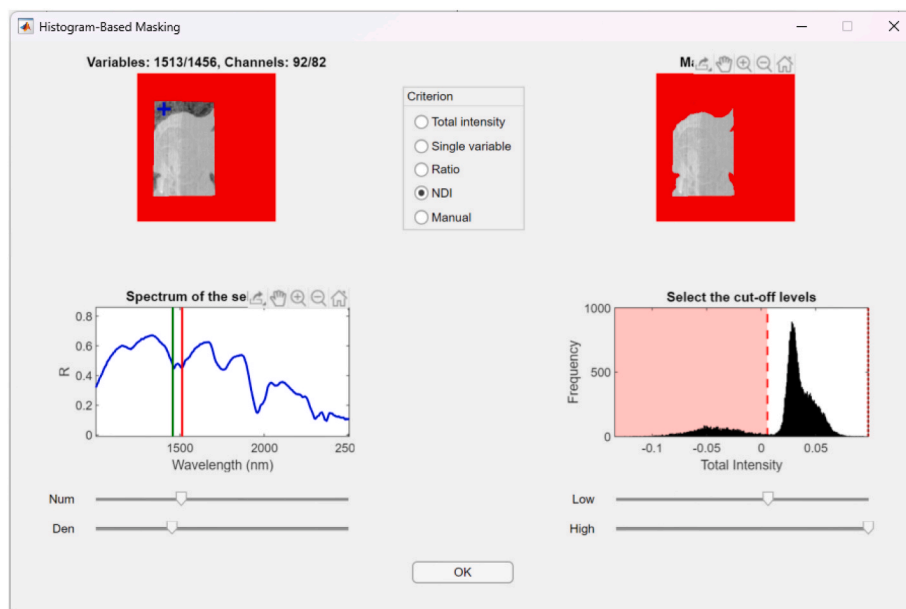 Histogram-Based Masking
Variables: 1513/1456, Channels: 92/82
Criterion
Total intensity
Single variable
Ratio
NDI
Manual
Spectrum of the se
R
0.8
0.6
0.4
0.2
0
1500
2000
250
Wavelength (nm)
Num
Den
Select the cut-off levels
Frequency
1000
500
0
-0.1
-0.05
0
0.05
Total Intensity
Low
High
OK